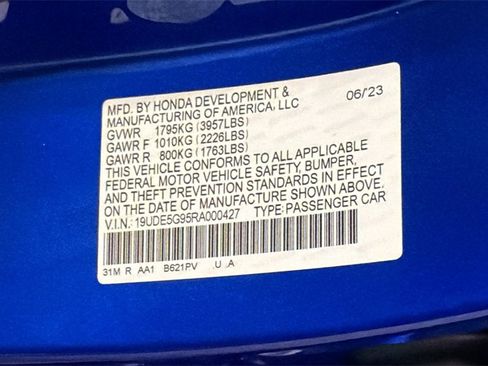 MFD. BY HONDA DEVELOPMENT &
MANUFACTURING OF AMERICA, LLC 06/23
GVWR 1795KG (3957LBS)
GAWR F 1010KG (2226LBS)
GAWR R 800KG (1763LBS)
THIS VEHICLE CONFORMS TO ALL APPLICABLE
FEDERAL MOTOR VEHICLE SAFETY, BUMPER,
AND THEFT PREVENTION STANDARDS IN EFFECT
ON THE DATE OF MANUFACTURE SHOWN ABOVE.
V.I.N.: 19UDE5G95RA000427 TYPE: PASSENGER CAR
31M R AA1 B621PV .U .A